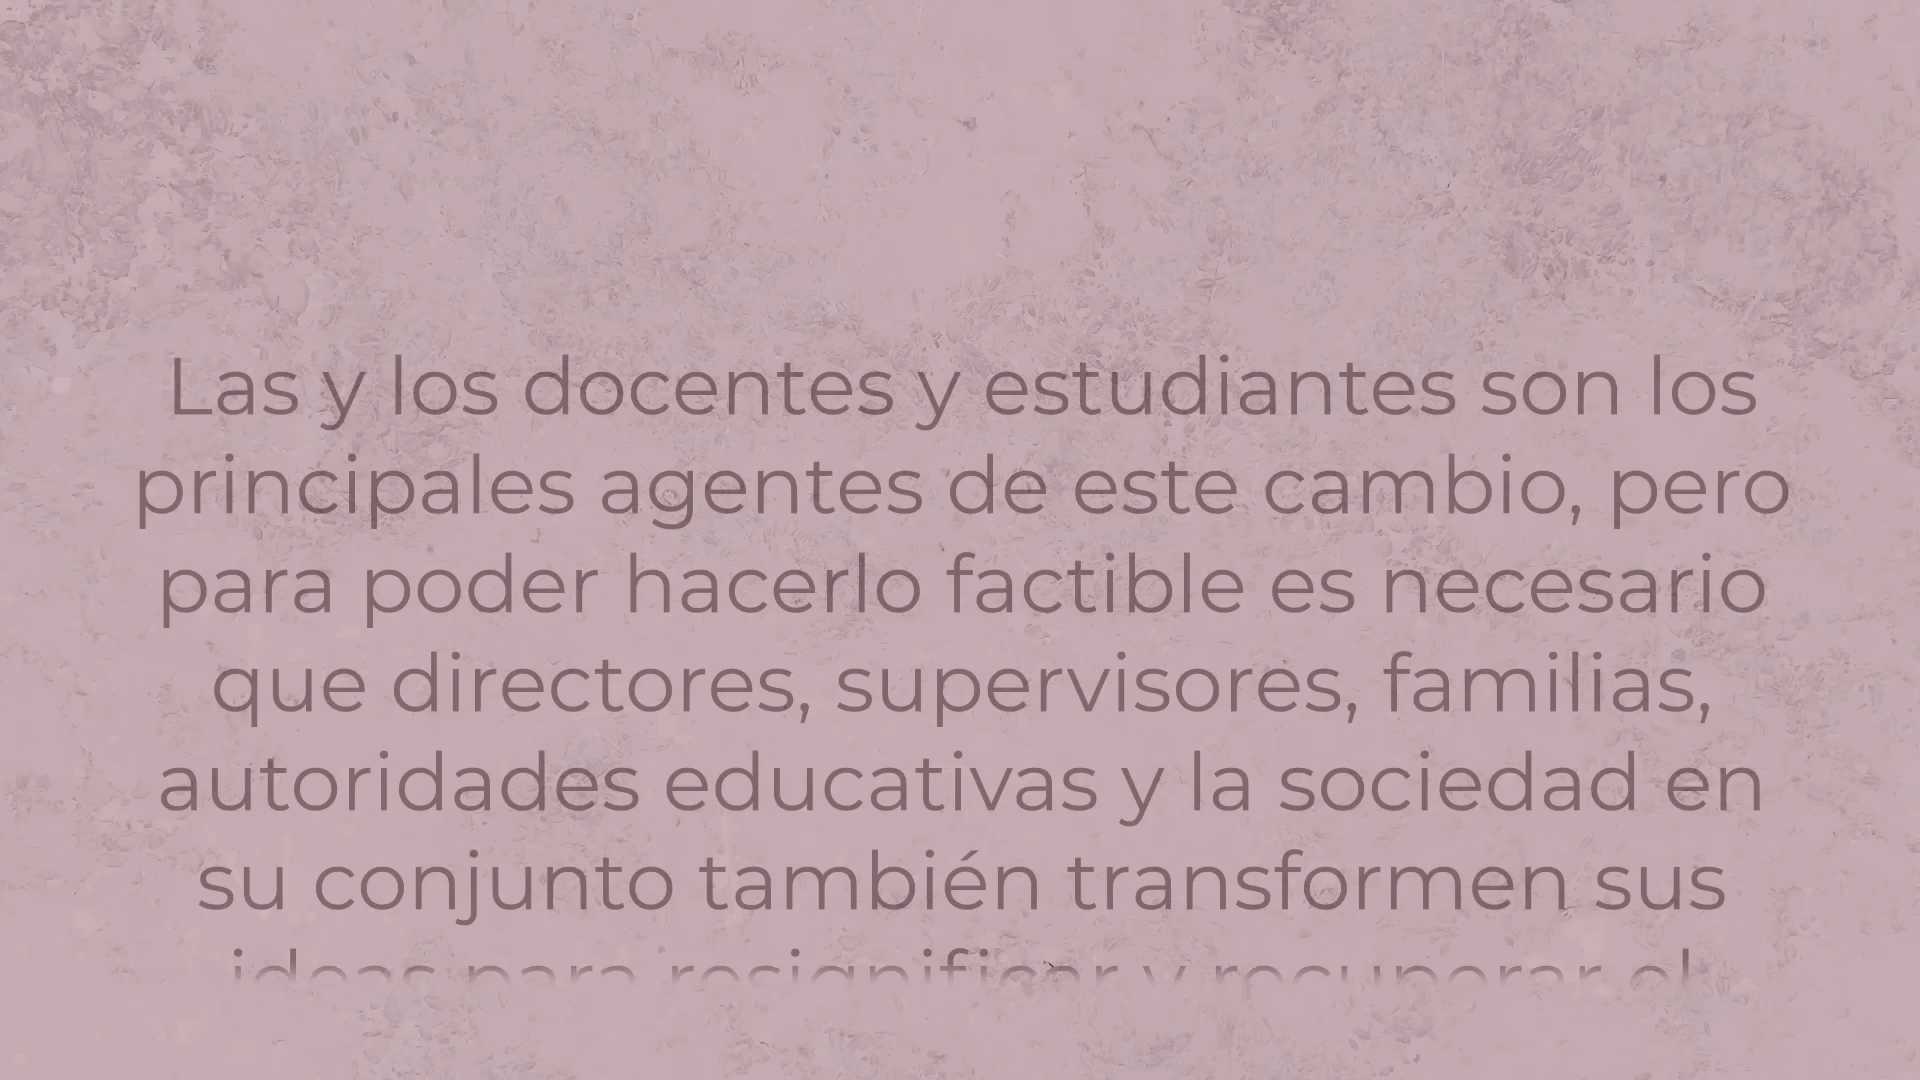 Las y los docentes y estudiantes son los
principales agentes de este cambio, pero
para poder hacerlo factible es necesario
que directores, supervisores, familias,
autoridades educativas y la sociedad en
su conjunto también transformen sus
ideas para resignificar y recuperar el